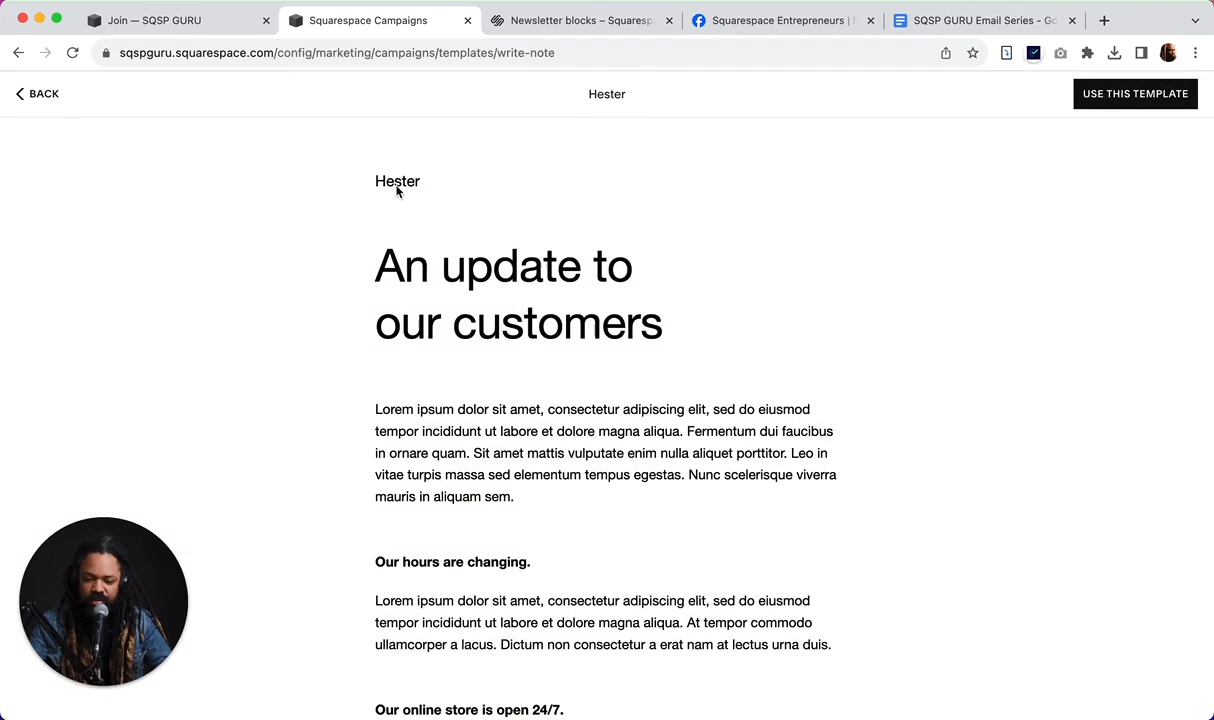 Join — SQSP GURU
Squarespace Campaigns
Newsletter blocks – Squaresp
Squarespace Entrepreneurs |
SQSP GURU Email Series - Go
sqspguru.squarespace.com/config/marketing/campaigns/templates/write-note
BACK
Hester
USE THIS TEMPLATE
Hester
An update to
our customers
Lorem ipsum dolor sit amet, consectetur adipiscing elit, sed do eiusmod
tempor incididunt ut labore et dolore magna aliqua. Fermentum dui faucibus
in ornare quam. Sit amet mattis vulputate enim nulla aliquet porttitor. Leo in
vitae turpis massa sed elementum tempus egestas. Nunc scelerisque viverra
mauris in aliquam sem.
Our hours are changing.
Lorem ipsum dolor sit amet, consectetur adipiscing elit, sed do eiusmod
tempor incididunt ut labore et dolore magna aliqua. At tempor commodo
ullamcorper a lacus. Dictum non consectetur a erat nam at lectus urna duis.
Our online store is open 24/7.